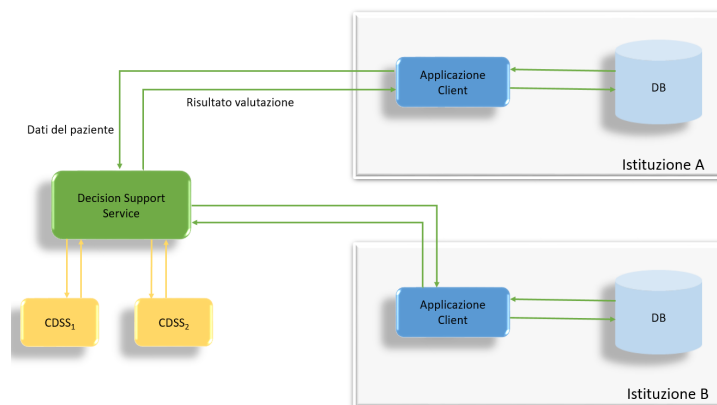 Applicazione
Client
DB
Risultato valutazione
Dati del paziente
Istituzione A
Decision Support
Service
CDSS₁
CDSS₂
Applicazione
Client
DB
Istituzione B